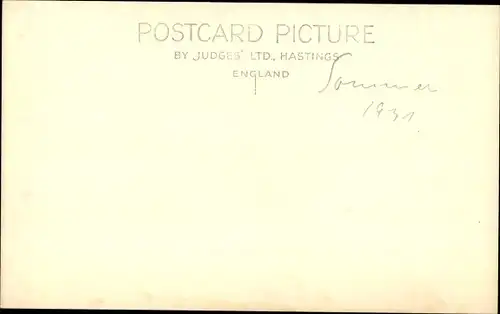 POSTCARD PICTURE
BY JUDGES' LTD., HASTINGS
ENGLAND
Sommer
1931.